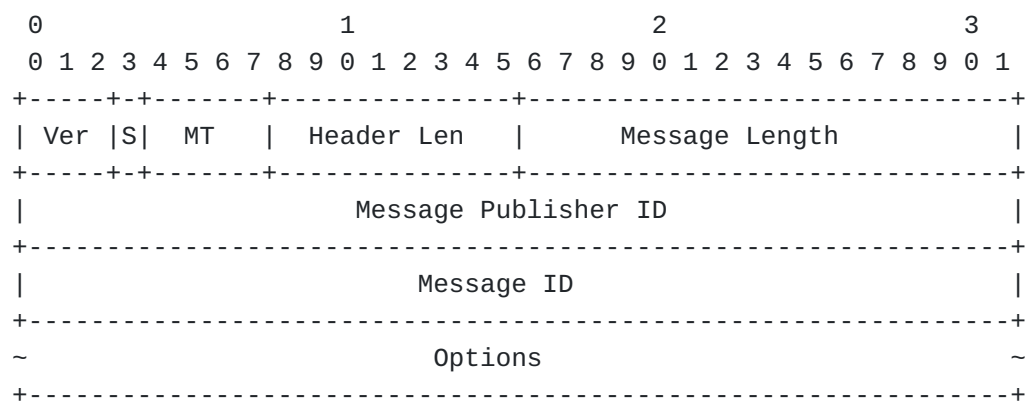 0                   1                   2                   3
 0 1 2 3 4 5 6 7 8 9 0 1 2 3 4 5 6 7 8 9 0 1 2 3 4 5 6 7 8 9 0 1
+-----+-+-------+---------------+-------------------------------+
| Ver |S|  MT   |  Header Len   |      Message Length           |
+-----+-+-------+---------------+-------------------------------+
|                     Message Publisher ID                      |
+---------------------------------------------------------------+
|                         Message ID                            |
+---------------------------------------------------------------+
~                          Options                              ~
+---------------------------------------------------------------+